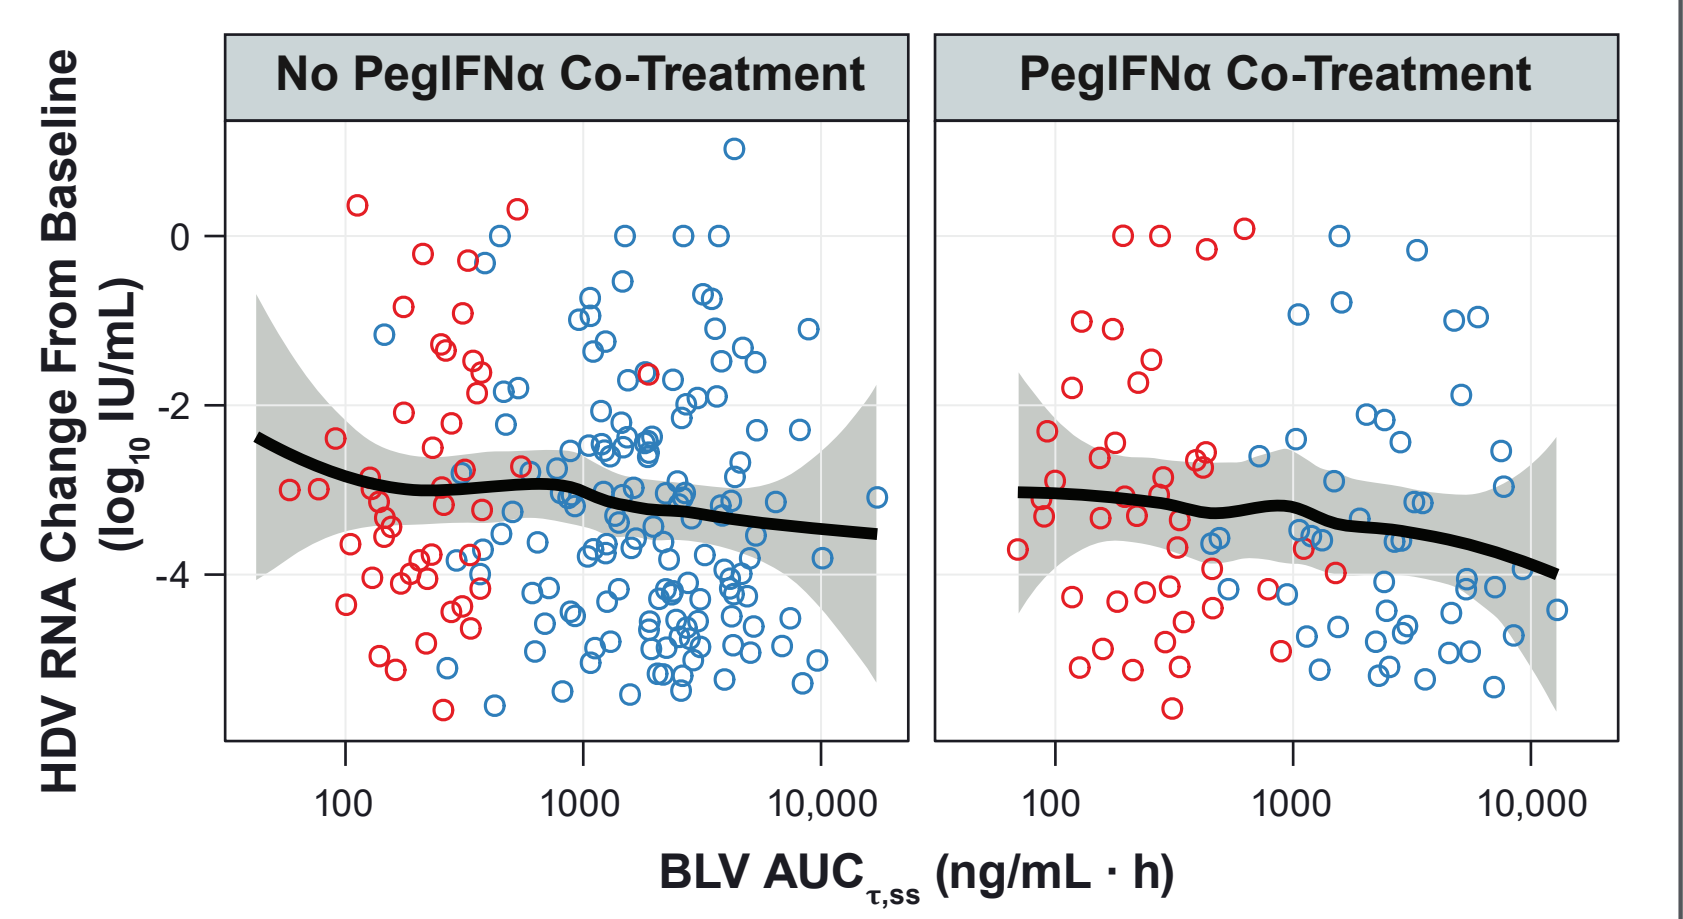 No PegIFNα Co-Treatment
PegIFNα Co-Treatment
HDV RNA Change From Baseline
(log10 IU/mL)
0
-2
-4
100
1000
10,000
100
1000
10,000
BLV AUCτ,ss (ng/mL · h)